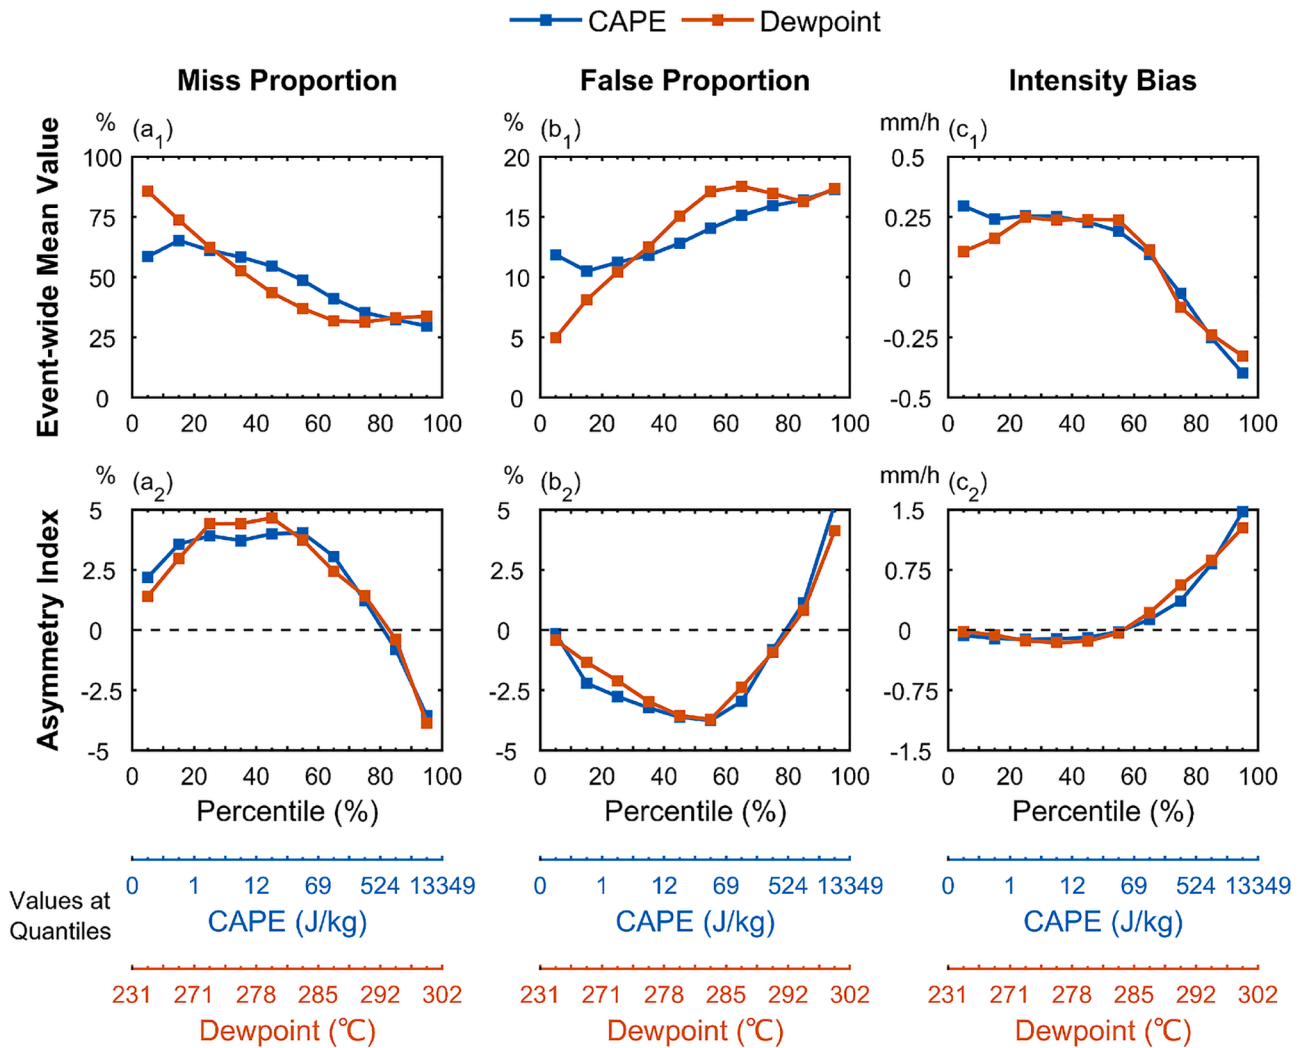 CAPE Dewpoint
Miss Proportion False Proportion Intensity Bias
Event-wide Mean Value
% (a1) % (b1) mm/h (c1)
100 20 0.5
75 15 0.25
50 10 0
25 5 -0.25
0 0 -0.5
0 20 40 60 80 100 0 20 40 60 80 100 0 20 40 60 80 100
Asymmetry Index
% (a2) % (b2) mm/h (c2)
5 5 1.5
2.5 2.5 0.75
0 0 0
-2.5 -2.5 -0.75
-5 -5 -1.5
0 20 40 60 80 100 0 20 40 60 80 100 0 20 40 60 80 100
Percentile (%) Percentile (%) Percentile (%)
Values at
Quantiles
0 1 12 69 524 13349 0 1 12 69 524 13349 0 1 12 69 524 13349
CAPE (J/kg) CAPE (J/kg) CAPE (J/kg)
231 271 278 285 292 302 231 271 278 285 292 302 231 271 278 285 292 302
Dewpoint (℃) Dewpoint (℃) Dewpoint (℃)